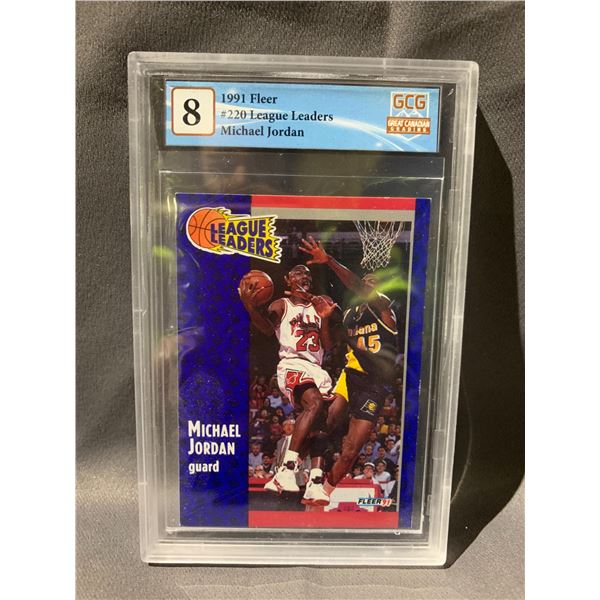 8
1991 Fleer
#220 League Leaders
Michael Jordan
GCG
GREAT CANADIAN
GRADING
LEAGUE
LEADERS
23
45
MICHAEL
JORDAN
guard
FLEER 91